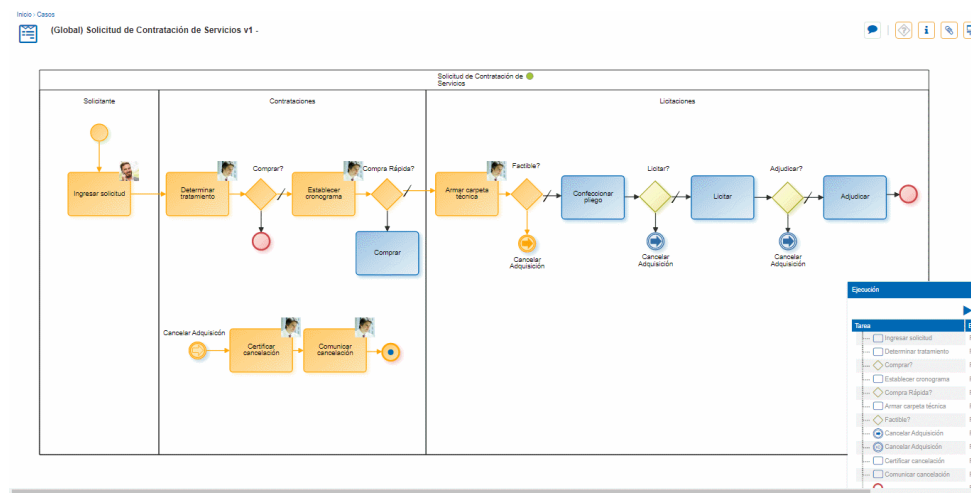 Inicio › Casos
(Global) Solicitud de Contratación de Servicios v1 -
Solicitud de Contratación de
Servicios
Solicitante
Contrataciones
Licitaciones
Ingresar solicitud
Determinar
tratamiento
Comprar?
Establecer
cronograma
Compra Rápida?
Comprar
Armar carpeta
técnica
Factible?
Cancelar
Adquisición
Confeccionar
pliego
Licitar?
Cancelar
Adquisición
Licitar
Adjudicar?
Cancelar
Adquisición
Adjudicar
Cancelar Adquisicón
Certificar
cancelación
Comunicar
cancelación
Ejecución
Tarea
Ingresar solicitud
Determinar tratamiento
Comprar?
Establecer cronograma
Compra Rápida?
Armar carpeta técnica
Factible?
Cancelar Adquisición
Cancelar Adquisicón
Certificar cancelación
Comunicar cancelación